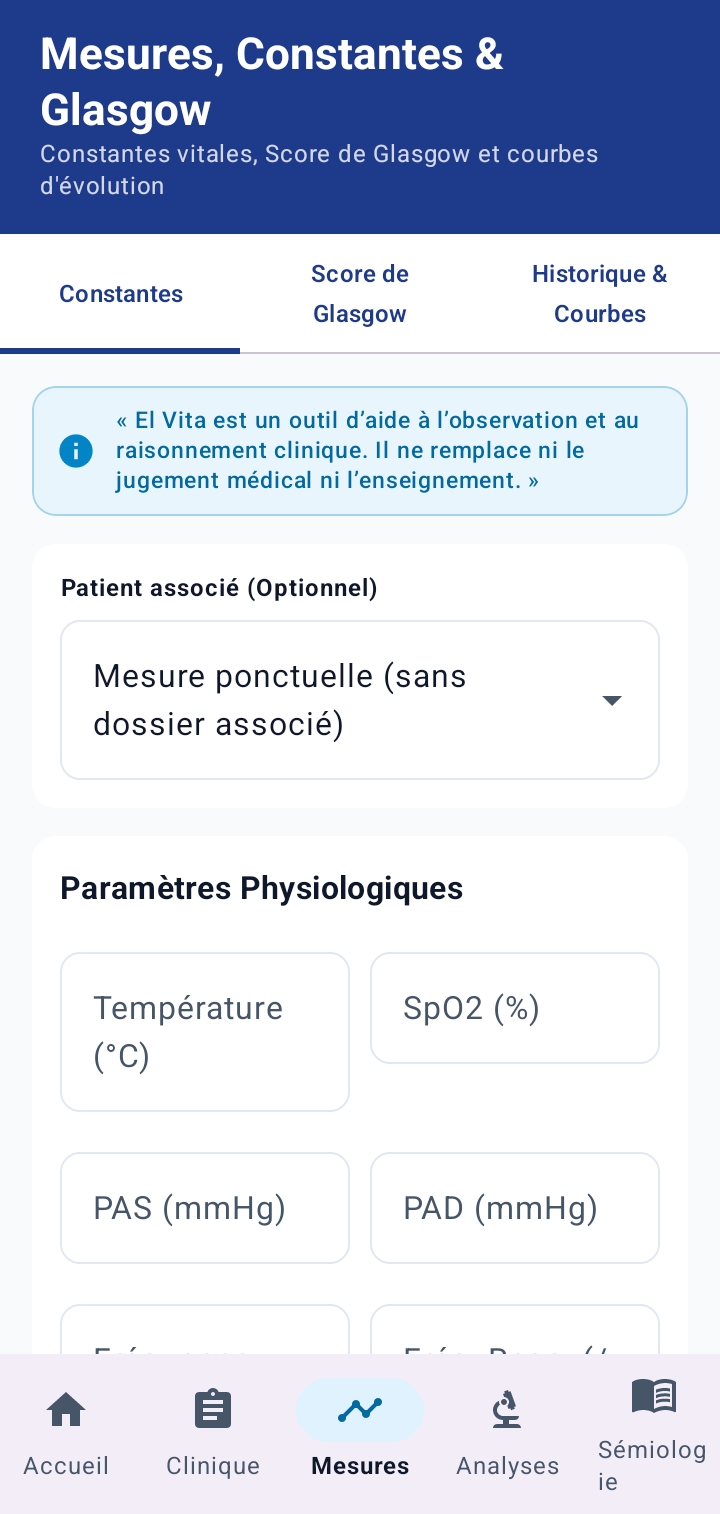 Mesures, Constantes &
Glasgow
Constantes vitales, Score de Glasgow et courbes
d'évolution
Constantes
Score de
Glasgow
Historique &
Courbes
« El Vita est un outil d’aide à l’observation et au
raisonnement clinique. Il ne remplace ni le
jugement médical ni l’enseignement. »
Patient associé (Optionnel)
Mesure ponctuelle (sans
dossier associé)
Paramètres Physiologiques
Température
(°C)
SpO2 (%)
PAS (mmHg)
PAD (mmHg)
Accueil
Clinique
Mesures
Analyses
Sémiolog
ie